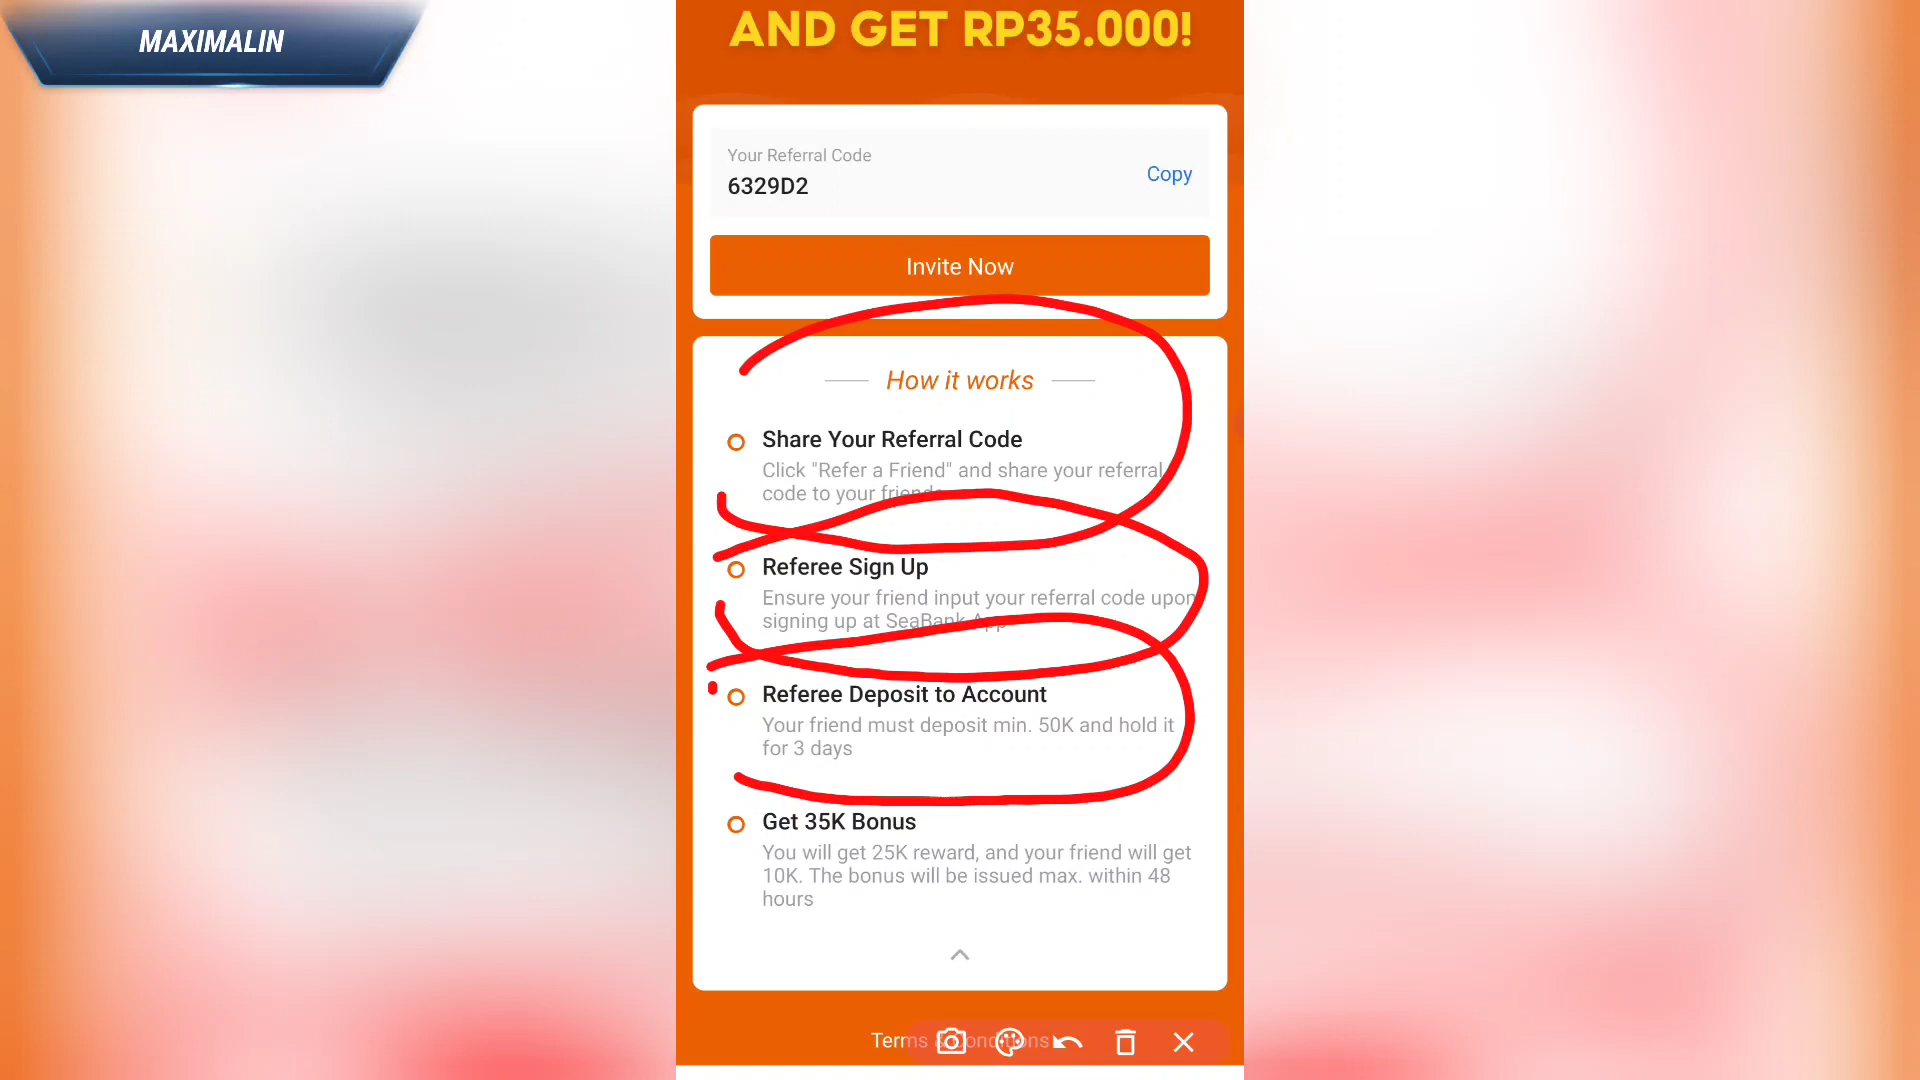 MAXIMALIN
AND GET RP35.000!
Your Referral Code
6329D2
Copy
Invite Now
How it works
Share Your Referral Code
Click "Refer a Friend" and share your referral
code to your friends
Referee Sign Up
Ensure your friend input your referral code upon
signing up at SeaBank App
Referee Deposit to Account
Your friend must deposit min. 50K and hold it
for 3 days
Get 35K Bonus
You will get 25K reward, and your friend will get
10K. The bonus will be issued max. within 48
hours
Terms & Conditions